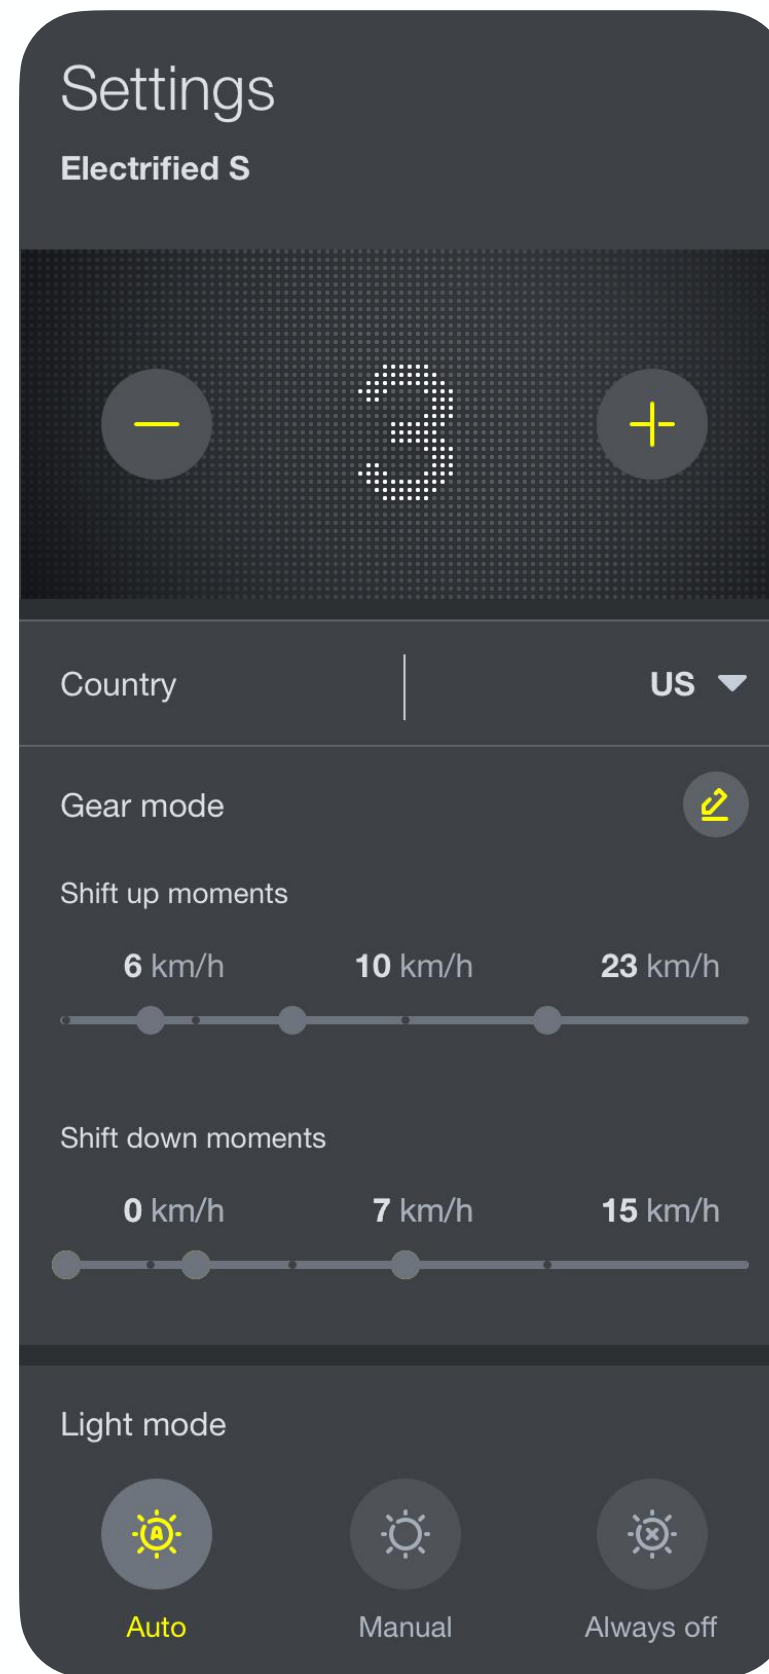 Settings
Electrified S
3
Country US
Gear mode
Shift up moments
6 km/h 10 km/h 23 km/h
Shift down moments
0 km/h 7 km/h 15 km/h
Light mode
A
Auto Manual Always off